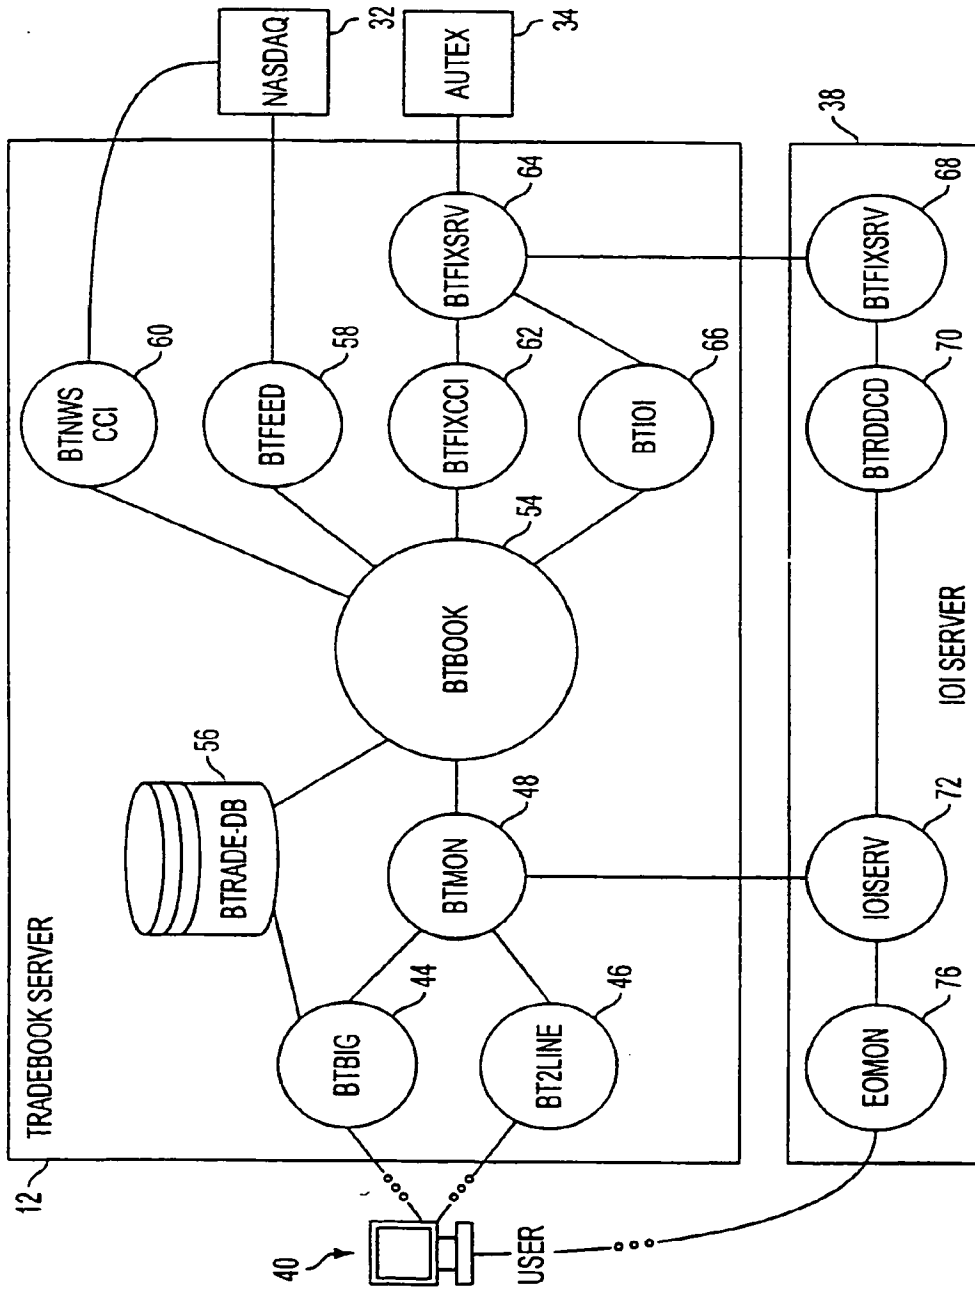 TRADEBOOK SERVER
12
40
USER
BTBIG
44
BT2LINE
46
BTRADE-DB
56
BTMON
48
BTBOOK
54
BTNWS
CCI
60
BTFEED
58
BTFIXCCI
62
BTIOI
66
BTFIXSRV
64
NASDAQ
32
AUTEX
34
38
EOMON
76
IOISERV
72
IOI SERVER
BTRDDCD
70
BTFIXSRV
68